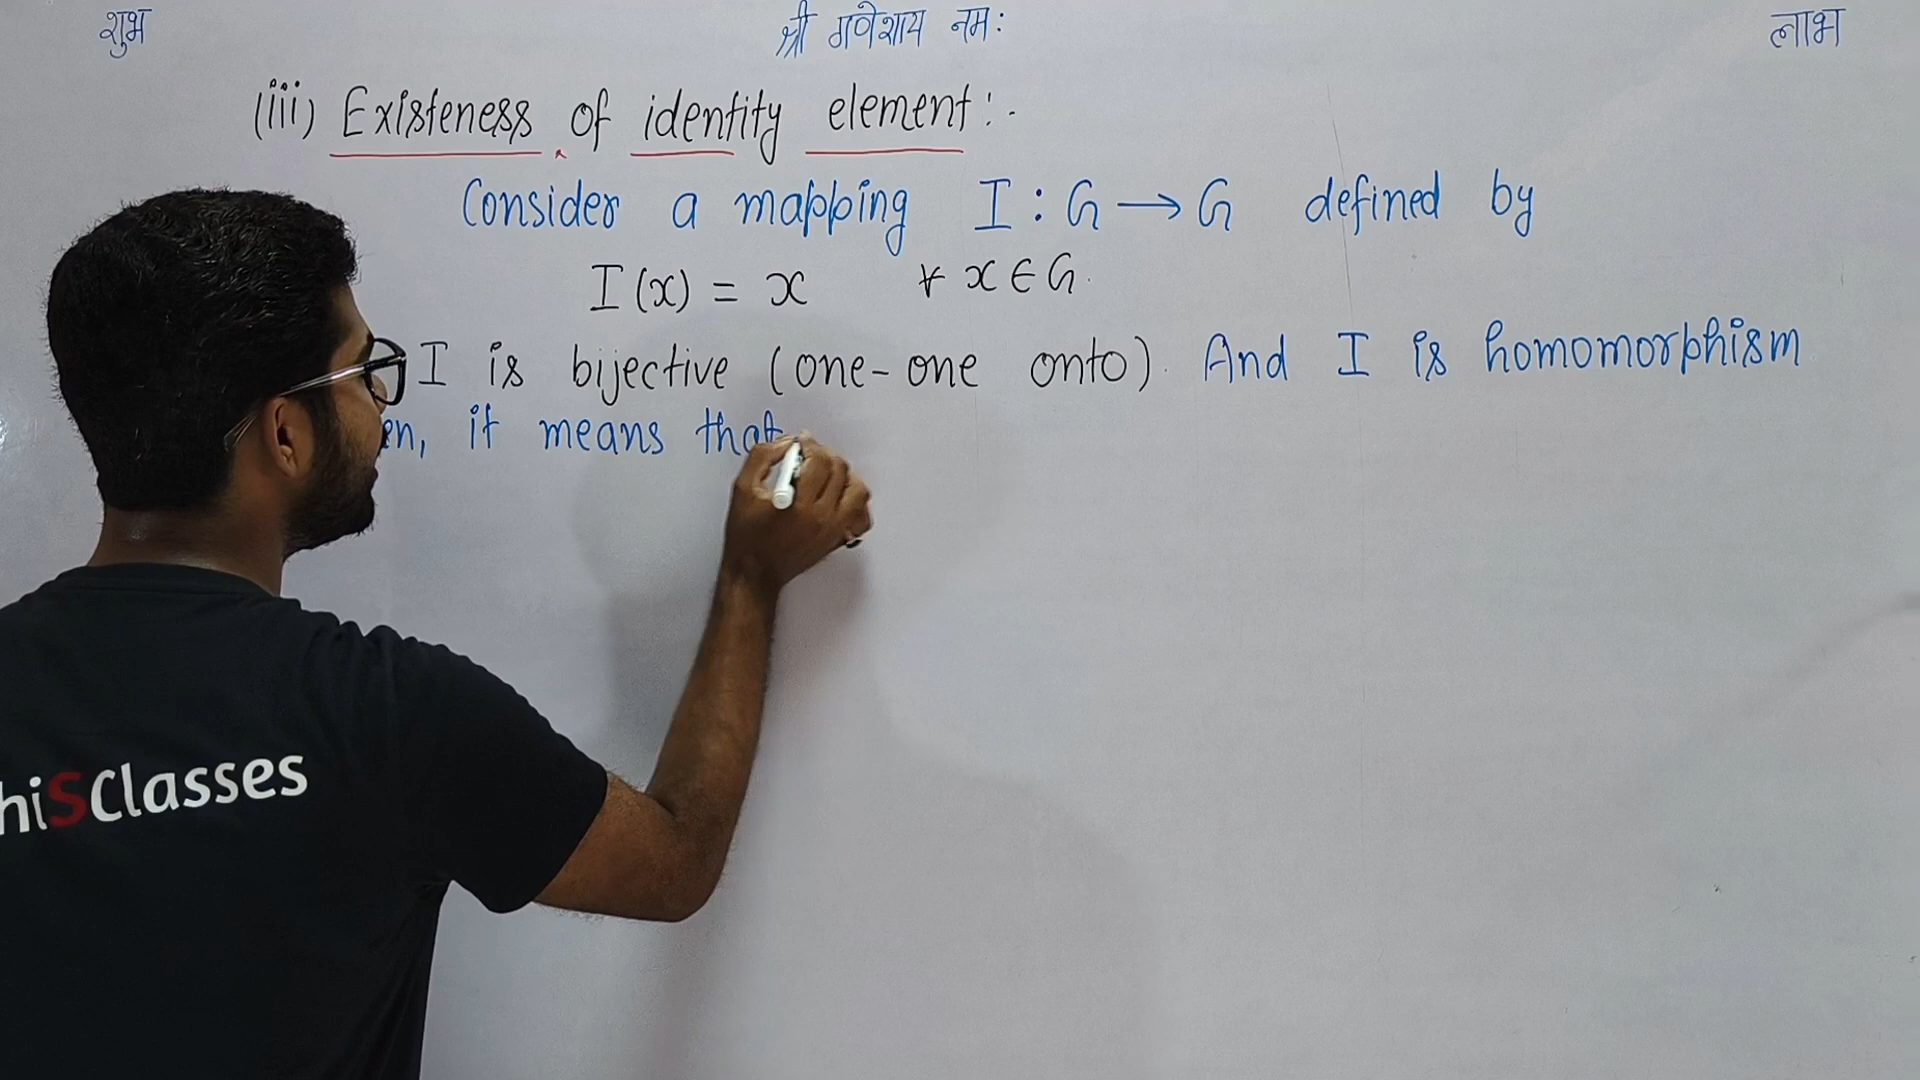 शुभ श्री गणेशाय नमः लाभ
(iii) Existeness of identity element :-
Consider a mapping I : G → G defined by
I(x) = x ∀ x ∈ G.
I is bijective (one-one onto). And I is homomorphism
it means that
hiSClasses